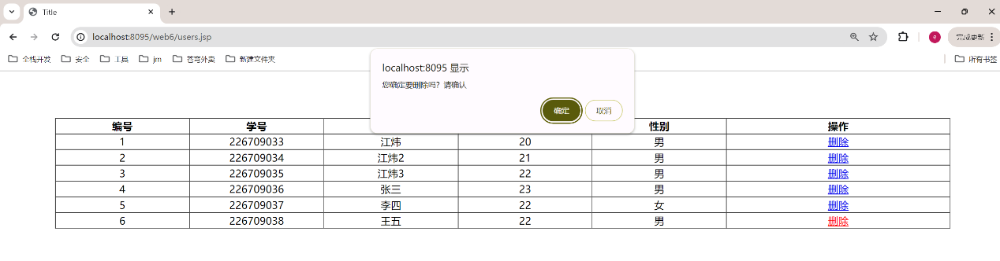 Title
localhost:8095/web6/users.jsp
e
完成更新
全栈开发 安全 工具 jm 苍穹外卖 新建文件夹 所有书签
localhost:8095 显示
您确定要删除吗？请确认
确定 取消
编号 学号 性别 操作
1 226709033 江炜 20 男 删除
2 226709034 江炜2 21 男 删除
3 226709035 江炜3 22 男 删除
4 226709036 张三 23 男 删除
5 226709037 李四 22 女 删除
6 226709038 王五 22 男 删除